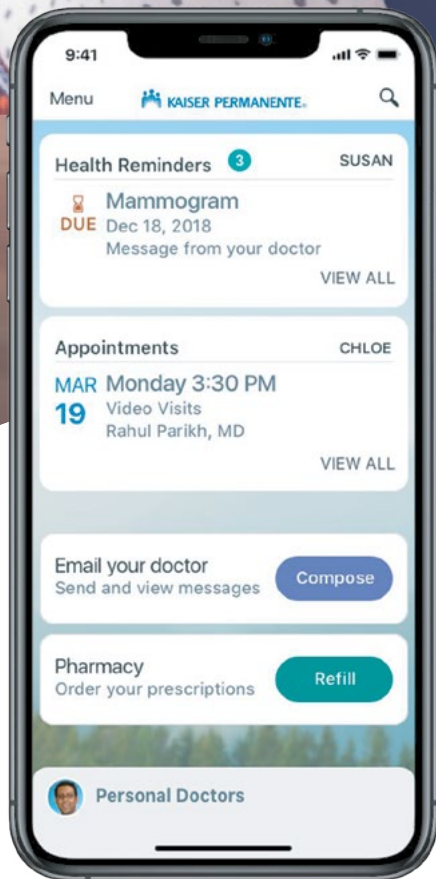 9:41
Menu KAISER PERMANENTE®
Health Reminders 3 SUSAN
DUE Mammogram
Dec 18, 2018
Message from your doctor
VIEW ALL
Appointments CHLOE
MAR 19 Monday 3:30 PM
Video Visits
Rahul Parikh, MD
VIEW ALL
Email your doctor
Send and view messages
Compose
Pharmacy
Order your prescriptions
Refill
Personal Doctors